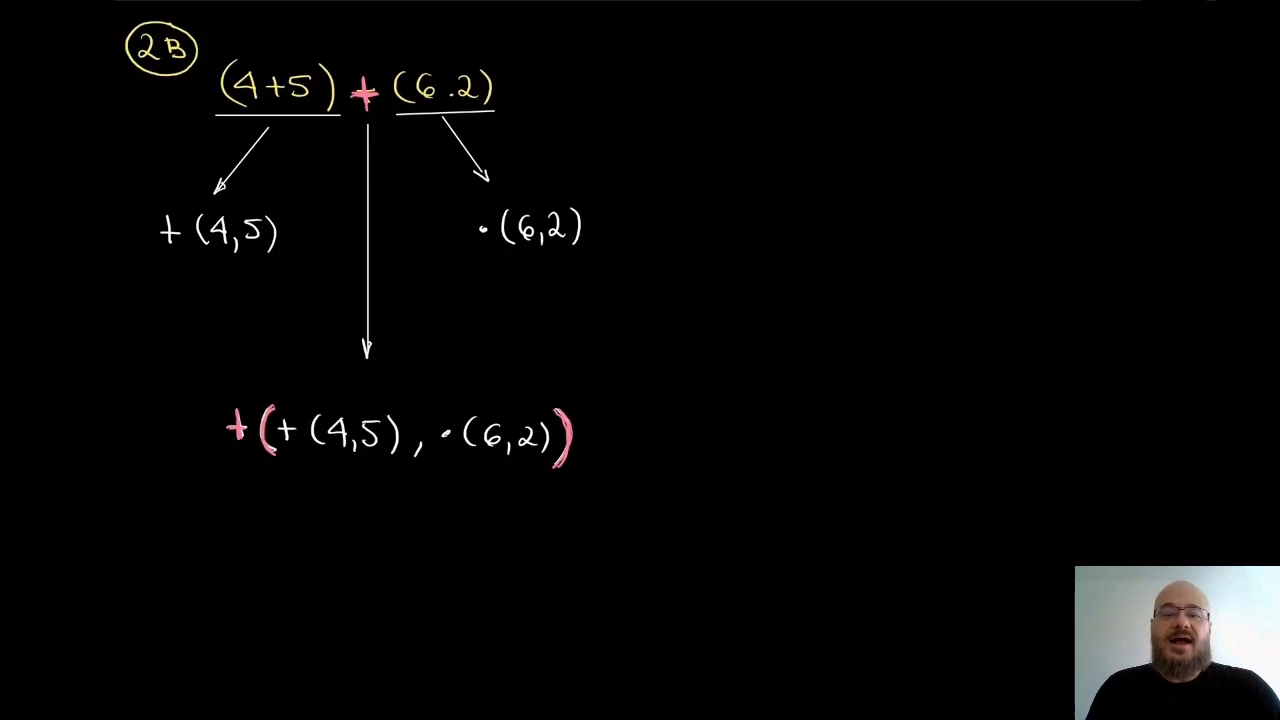 2B
(4+5) + (6.2)
+(4,5) •(6,2)
+(+(4,5), •(6,2))